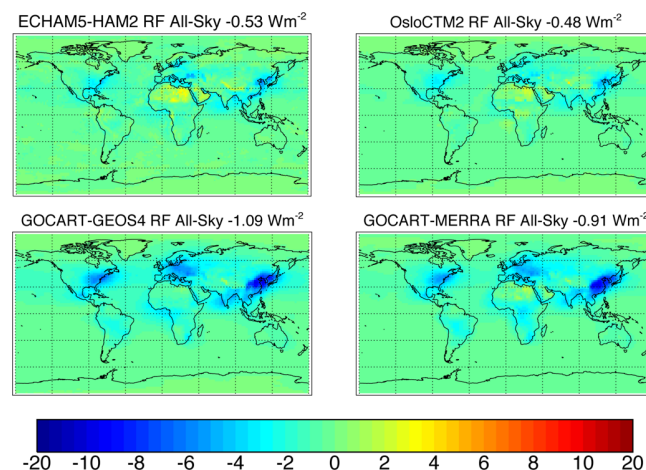 ECHAM5-HAM2 RF All-Sky -0.53 Wm-2
OsloCTM2 RF All-Sky -0.48 Wm-2
GOCART-GEOS4 RF All-Sky -1.09 Wm-2
GOCART-MERRA RF All-Sky -0.91 Wm-2
-20 -10 -8 -6 -4 -2 0 2 4 6 8 10 20